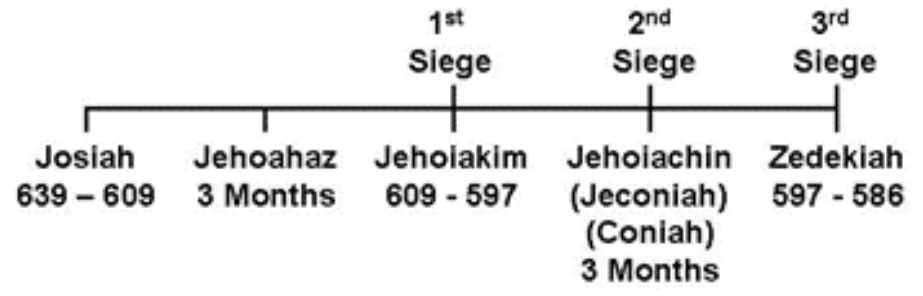 1st 2nd 3rd
Siege Siege Siege
Josiah Jehoahaz Jehoiakim Jehoiachin Zedekiah
639 – 609 3 Months 609 - 597 (Jeconiah) 597 - 586
(Coniah)
3 Months